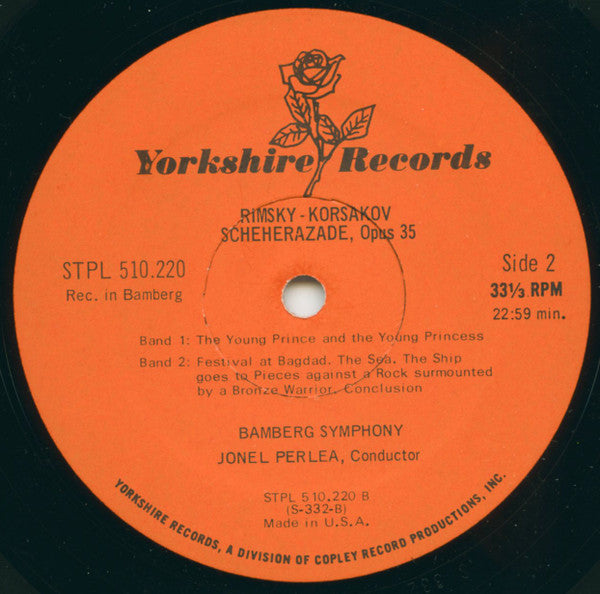 Yorkshire Records
RIMSKY-KORSAKOV
SCHEHERAZADE, Opus 35
STPL 510.220
Rec. in Bamberg
Side 2
33⅓ RPM
22:59 min.
Band 1: The Young Prince and the Young Princess
Band 2: Festival at Bagdad. The Sea. The Ship
goes to Pieces against a Rock surmounted
by a Bronze Warrior. Conclusion
BAMBERG SYMPHONY
JONEL PERLEA, Conductor
STPL 510.220 B
(S-332-B)
Made in U.S.A.
YORKSHIRE RECORDS, A DIVISION OF COPLEY RECORD PRODUCTIONS, INC.